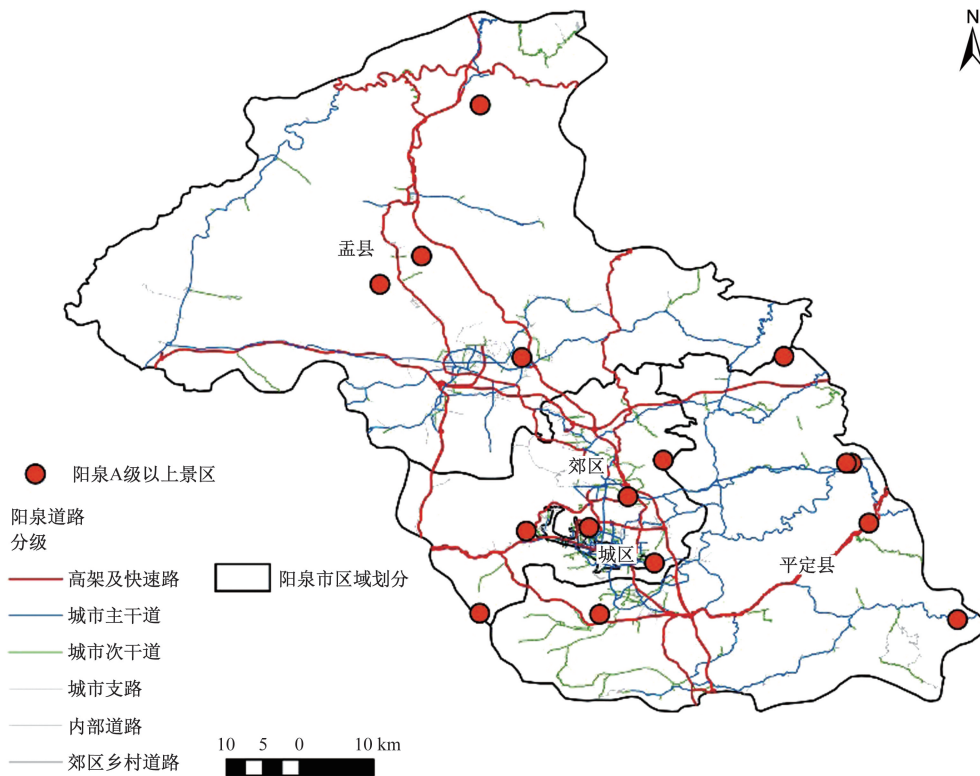 N
盂县
郊区
城区
平定县
阳泉A级以上景区
阳泉道路
分级
高架及快速路
阳泉市区域划分
城市主干道
城市次干道
城市支路
内部道路
郊区乡村道路
10 5 0 10 km